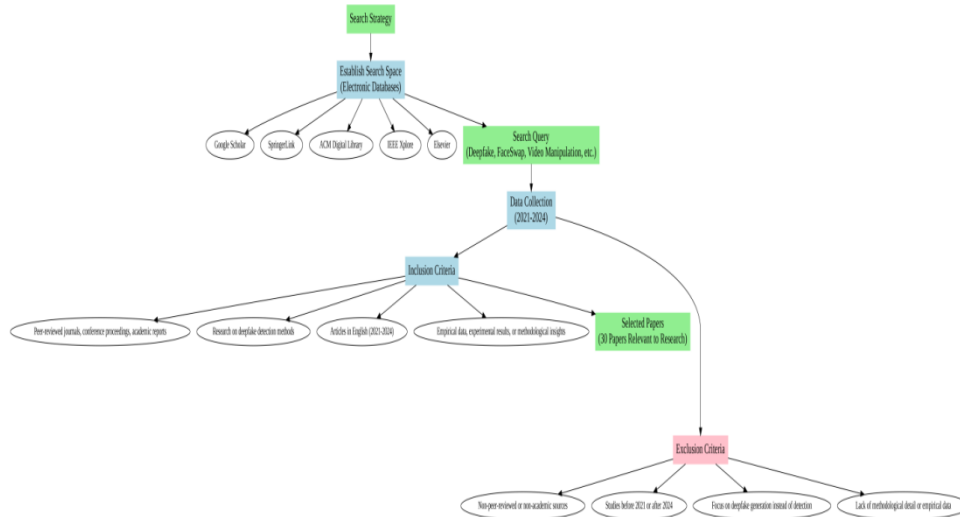 Search Strategy
Establish Search Space
(Electronic Databases)
Google Scholar
SpringerLink
ACM Digital Library
IEEE Xplore
Elsevier
Search Query
(Deepfake, FaceSwap, Video Manipulation, etc.)
Data Collection
(2021-2024)
Inclusion Criteria
Peer-reviewed journals, conference proceedings, academic reports
Research on deepfake detection methods
Articles in English (2021-2024)
Empirical data, experimental results, or methodological insights
Selected Papers
(30 Papers Relevant to Research)
Exclusion Criteria
Non-peer-reviewed or non-academic sources
Studies before 2021 or after 2024
Focus on deepfake generation instead of detection
Lack of methodological detail or empirical data